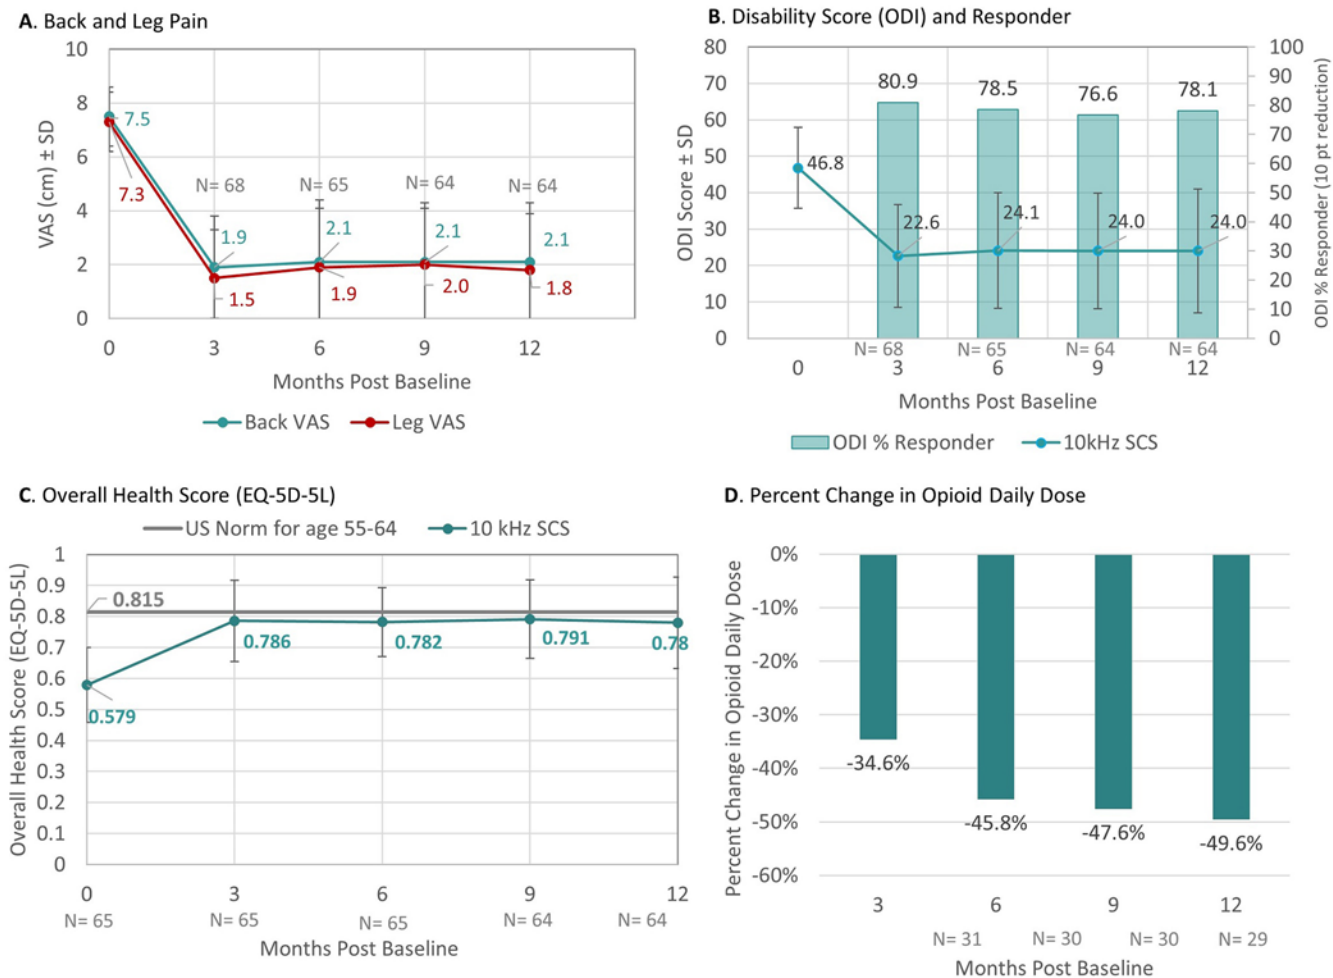 A. Back and Leg Pain
10
8
6
4
2
0
VAS (cm) ± SD
7.5
7.3
N= 68
N= 65
N= 64
N= 64
1.9
2.1
2.1
2.1
1.5
1.9
2.0
1.8
0
3
6
9
12
Months Post Baseline
Back VAS
Leg VAS
B. Disability Score (ODI) and Responder
80
70
60
50
40
30
20
10
0
ODI Score ± SD
80.9
78.5
76.6
78.1
46.8
22.6
24.1
24.0
24.0
100
90
80
70
60
50
40
30
20
10
0
ODI % Responder (10 pt reduction)
N= 68
N= 65
N= 64
N= 64
0
3
6
9
12
Months Post Baseline
ODI % Responder
10kHz SCS
C. Overall Health Score (EQ-5D-5L)
US Norm for age 55-64
10 kHz SCS
1
0.9
0.8
0.7
0.6
0.5
0.4
0.3
0.2
0.1
0
Overall Health Score (EQ-5D-5L)
0.815
0.579
0.786
0.782
0.791
0.78
0
3
6
9
12
N= 65
N= 65
N= 65
N= 64
N= 64
Months Post Baseline
D. Percent Change in Opioid Daily Dose
0%
-10%
-20%
-30%
-40%
-50%
-60%
Percent Change in Opioid Daily Dose
-34.6%
-45.8%
-47.6%
-49.6%
3
6
9
12
N= 31
N= 30
N= 30
N= 29
Months Post Baseline